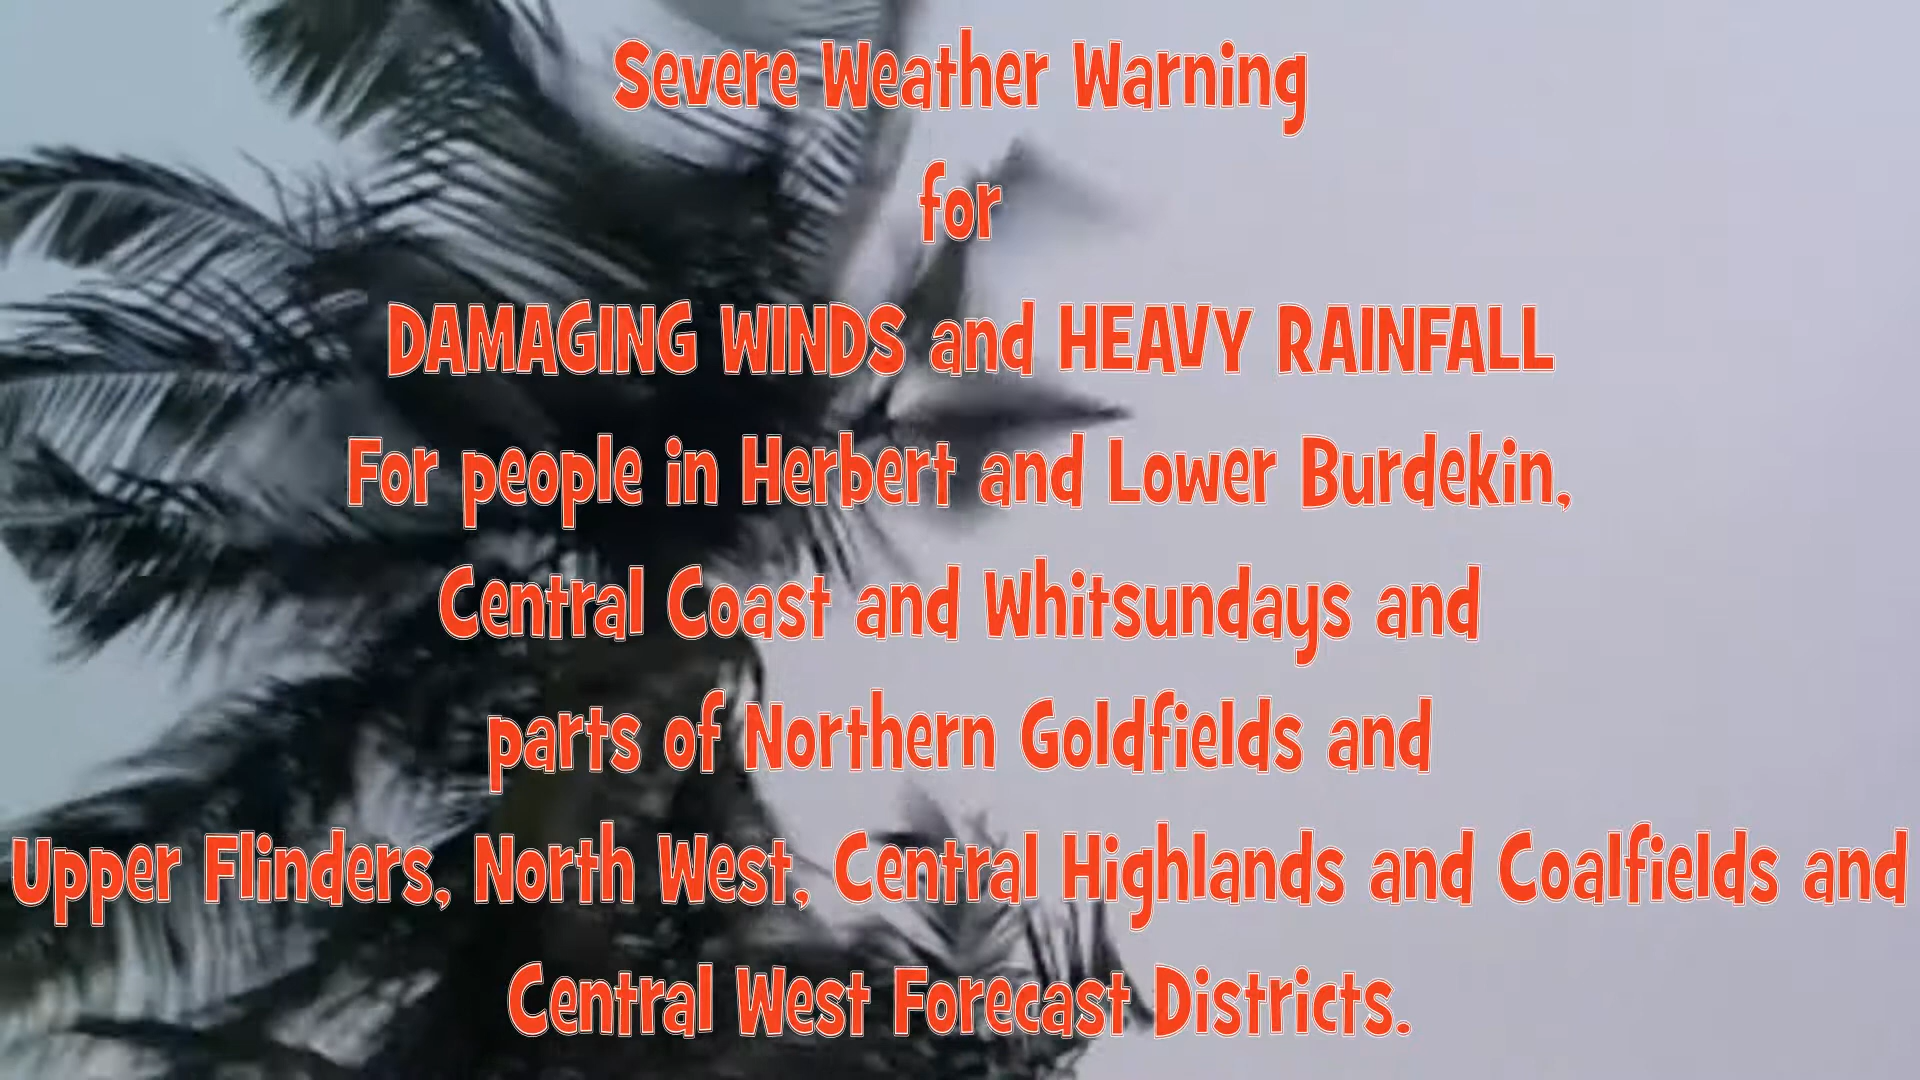 Severe Weather Warning
for
DAMAGING WINDS and HEAVY RAINFALL
For people in Herbert and Lower Burdekin,
Central Coast and Whitsundays and
parts of Northern Goldfields and
Upper Flinders, North West, Central Highlands and Coalfields and
Central West Forecast Districts.